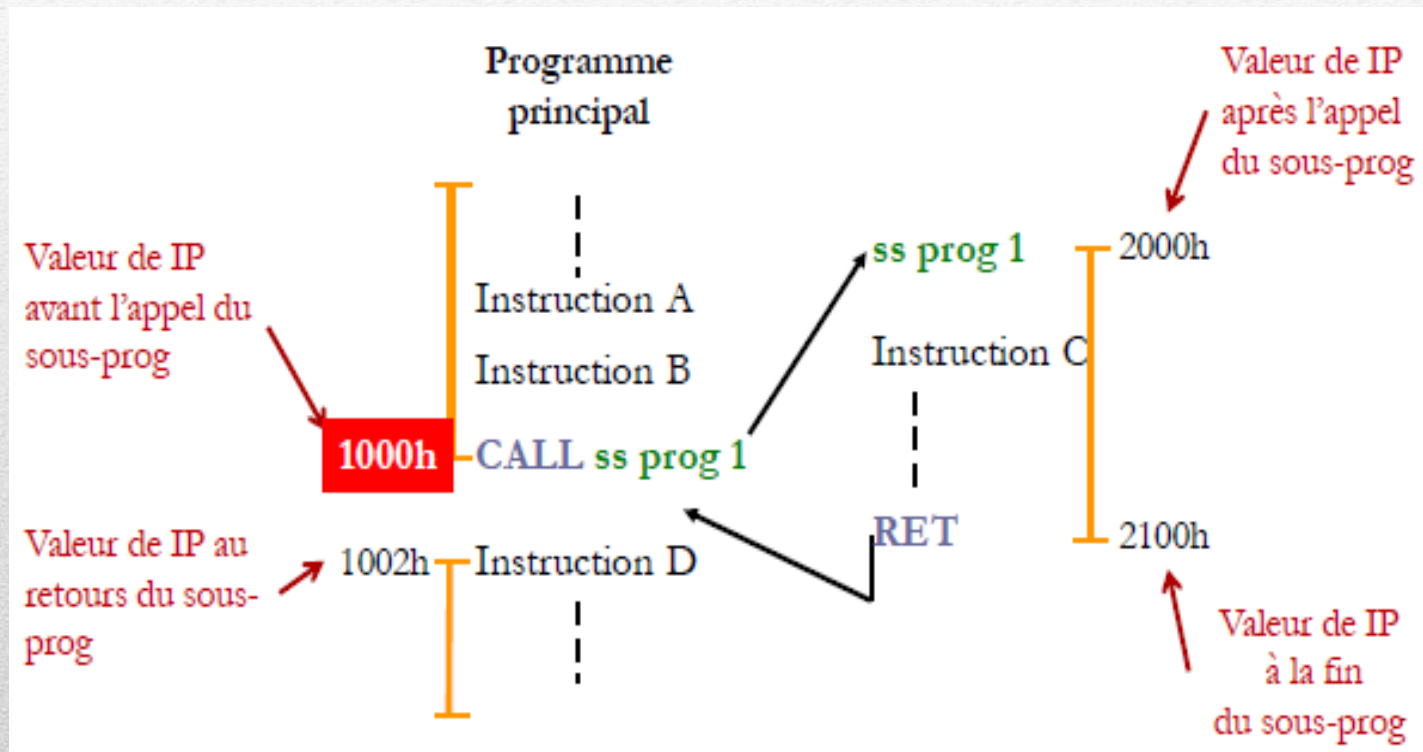 Programme
principal
Valeur de IP
après l'appel
du sous-prog
Valeur de IP
avant l'appel du
sous-prog
ss prog 1
2000h
Instruction A
Instruction B
Instruction C
1000h
CALL ss prog 1
RET
2100h
Valeur de IP au
retours du sous-
prog
1002h
Instruction D
Valeur de IP
à la fin
du sous-prog